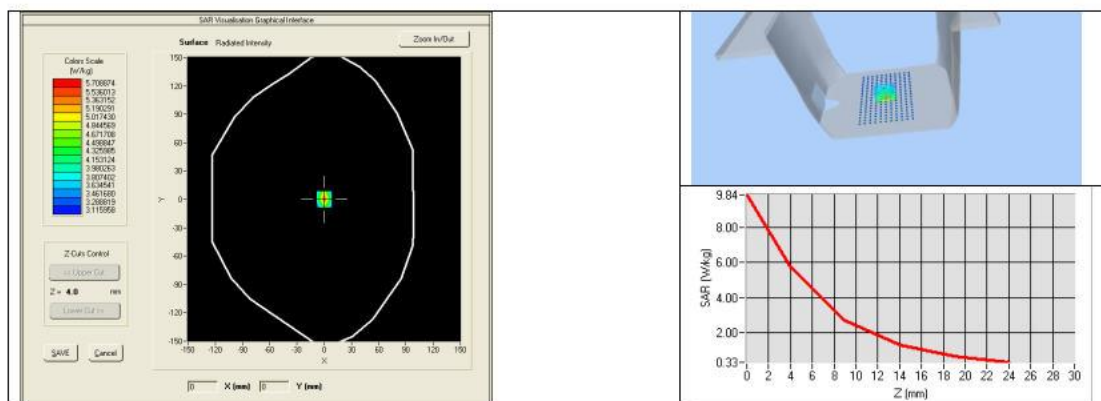 SAR Visualisation Graphical Interface
Surface Radiated Intensity
Zoom In/Out
Colors Scale
(W/kg)
5.708874
5.536013
5.363152
5.190291
5.017430
4.844569
4.671708
4.498847
4.325985
4.153124
3.980263
3.807402
3.634541
3.461680
3.288819
3.115958
150
120
90
60
30
0
-30
-60
-90
-120
-150
Y
-150 -120 -90 -60 -30 0 30 60 90 120 150
X
Z-Cuts Control
<< Upper Cut
Z = 4.0 mm
Lower Cut >>
SAVE Cancel
0 X (mm) 0 Y (mm)
9.84
8.00
6.00
4.00
2.00
0.33
SAR (W/kg)
0 2 4 6 8 10 12 14 16 18 20 22 24 26 28 30
Z (mm)